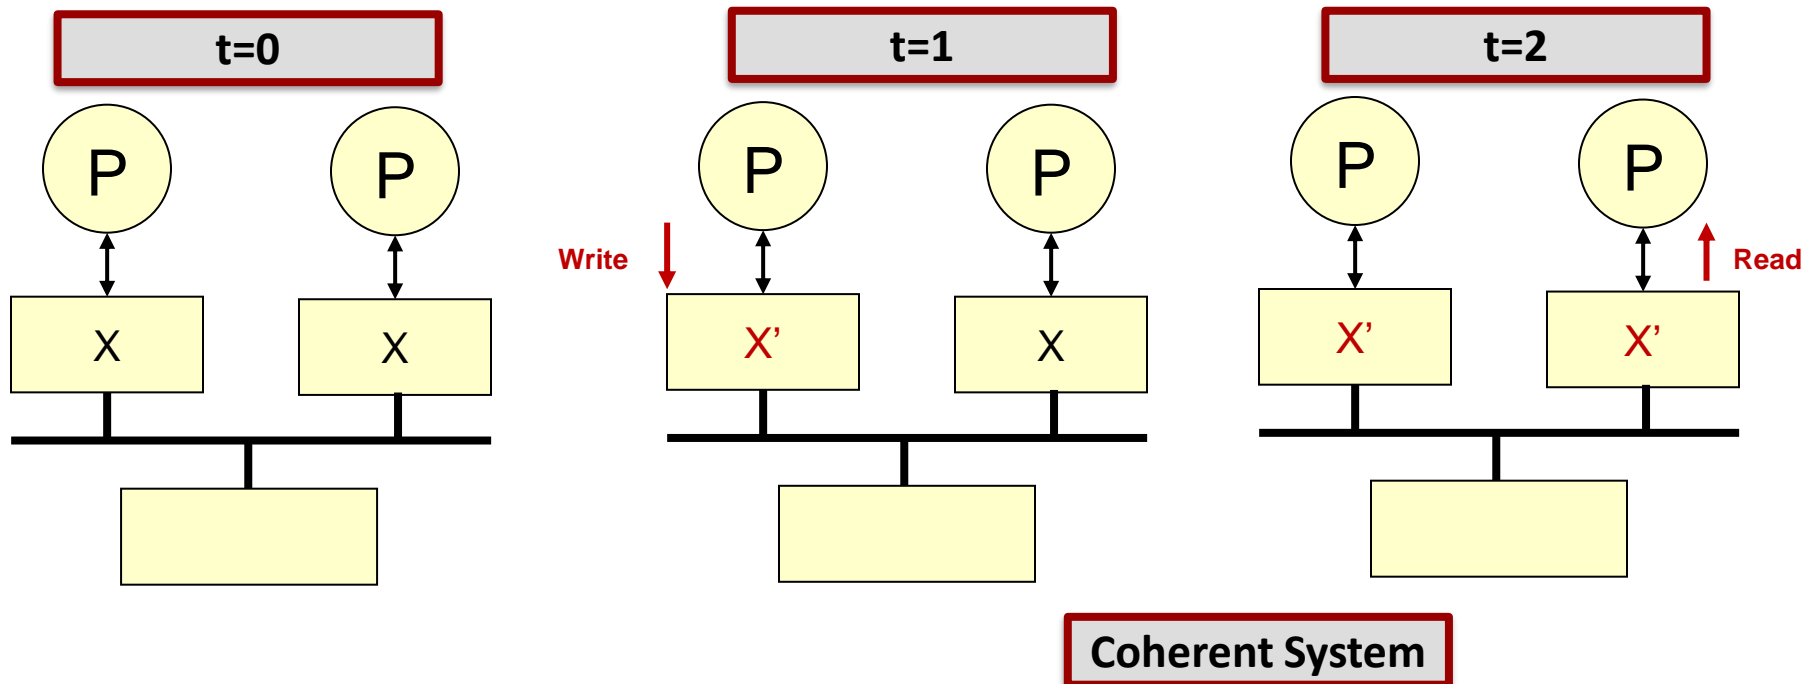 t=0
t=1
t=2
P
P
P
P
P
P
Write
Read
X
X
X’
X
X’
X’
Coherent System